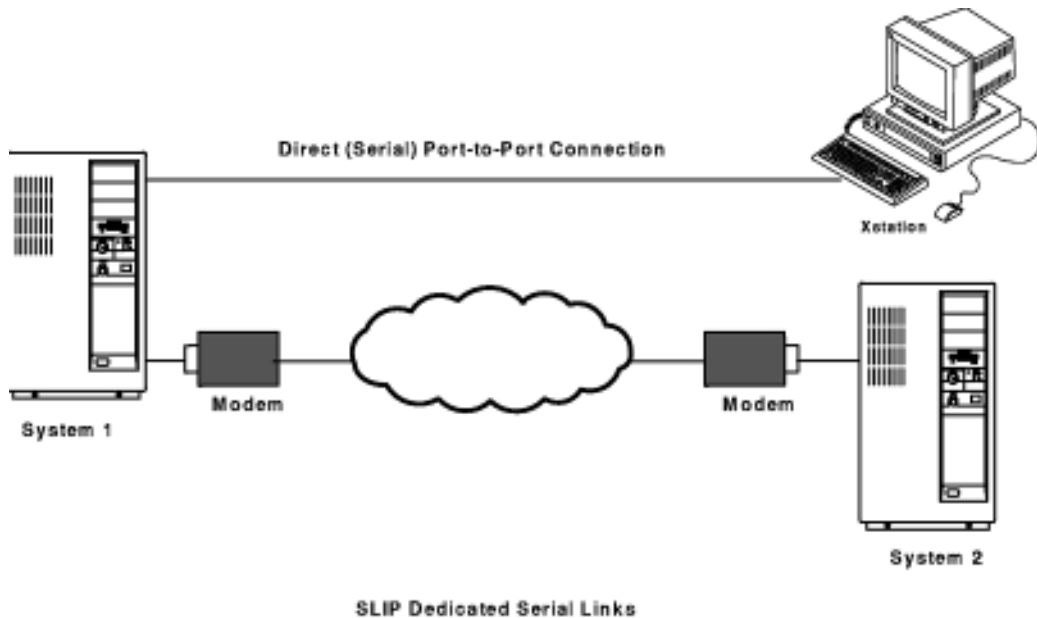 Direct (Serial) Port-to-Port Connection
Xstation
Modem
Modem
System 1
System 2
SLIP Dedicated Serial Links